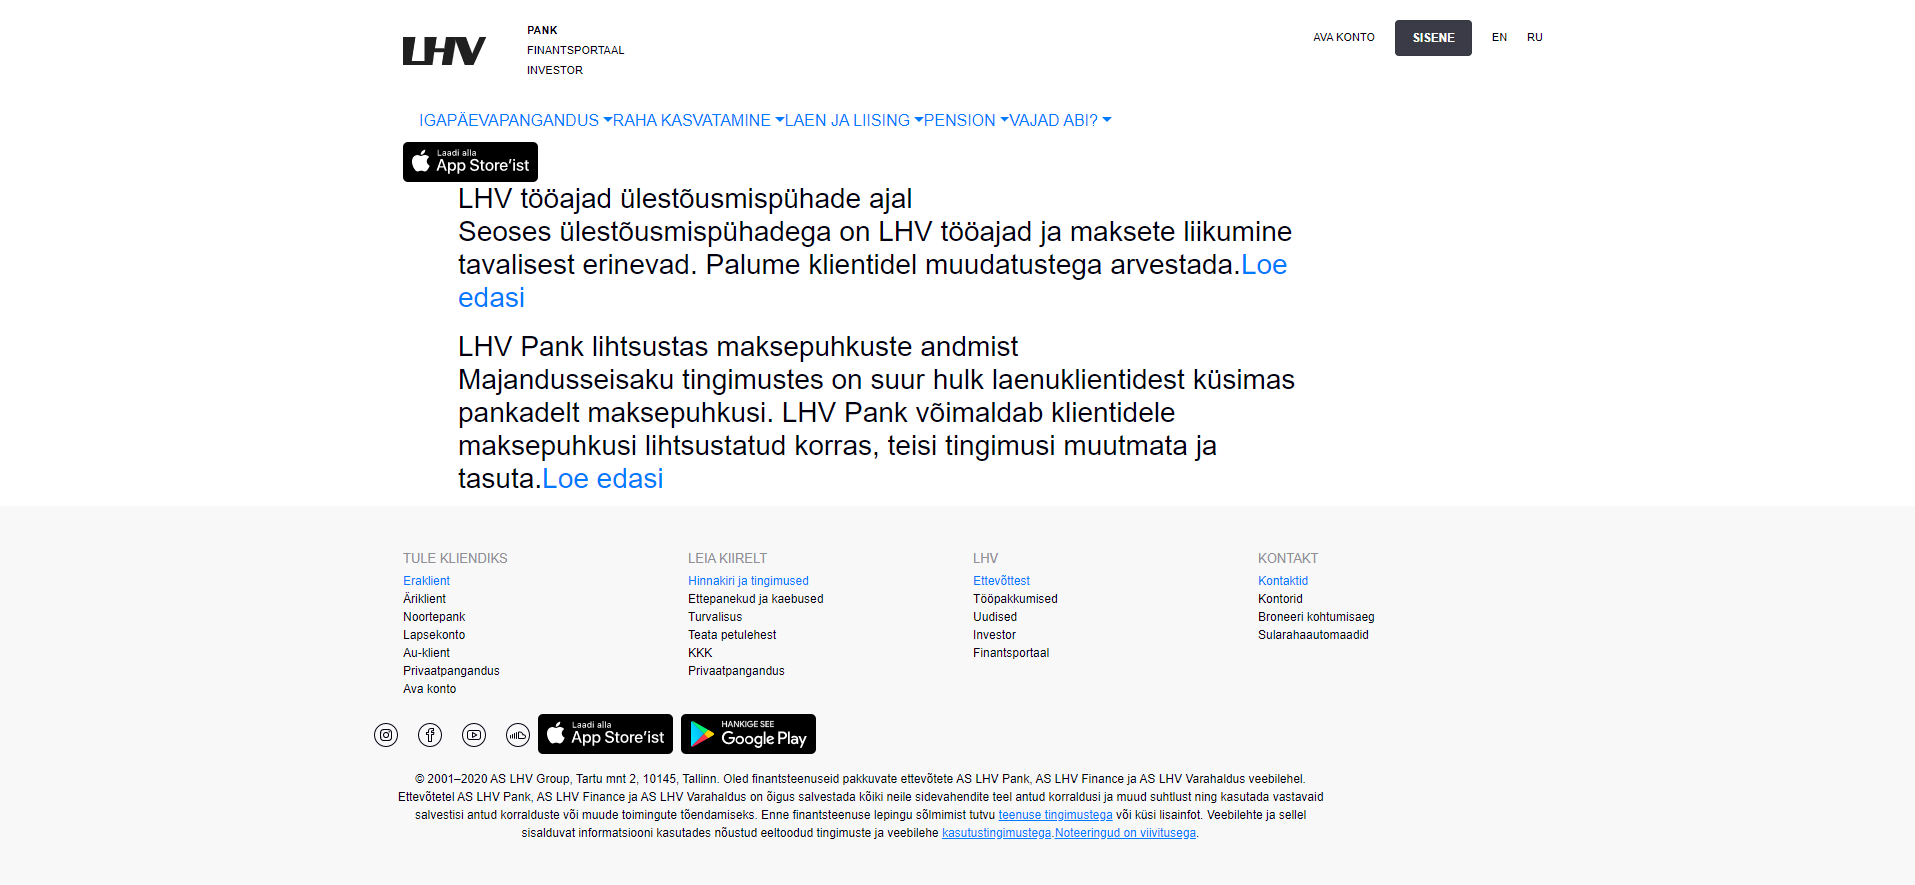 LHV
PANK
FINANTSPORTAAL
INVESTOR
AVA KONTO
SISENE
EN
RU
IGAPÄEVAPANGANDUS RAHA KASVATAMINE LAEN JA LIISING PENSION VAJAD ABI?
Laadi alla
App Store'ist
LHV tööajad ülestõusmispühade ajal
Seoses ülestõusmispühadega on LHV tööajad ja maksete liikumine
tavalisest erinevad. Palume klientidel muudatustega arvestada.Loe
edasi
LHV Pank lihtsustas maksepuhkuste andmist
Majandusseisaku tingimustes on suur hulk laenuklientidest küsimas
pankadelt maksepuhkusi. LHV Pank võimaldab klientidele
maksepuhkusi lihtsustatud korras, teisi tingimusi muutmata ja
tasuta.Loe edasi
TULE KLIENDIKS
Eraklient
Äriklient
Noortepank
Lapsekonto
Au-klient
Privaatpangandus
Ava konto
LEIA KIIRELT
Hinnakiri ja tingimused
Ettepanekud ja kaebused
Turvalisus
Teata petulehest
KKK
Privaatpangandus
LHV
Ettevõttest
Tööpakkumised
Uudised
Investor
Finantsportaal
KONTAKT
Kontaktid
Kontorid
Broneeri kohtumisaeg
Sularahaautomaadid
Laadi alla
App Store'ist
HANKIGE SEE
Google Play
© 2001–2020 AS LHV Group, Tartu mnt 2, 10145, Tallinn. Oled finantsteenuseid pakkuvate ettevõtete AS LHV Pank, AS LHV Finance ja AS LHV Varahaldus veebilehel.
Ettevõtetel AS LHV Pank, AS LHV Finance ja AS LHV Varahaldus on õigus salvestada kõiki neile sidevahendite teel antud korraldusi ja muud suhtlust ning kasutada vastavaid
salvestisi antud korralduste või muude toimingute tõendamiseks. Enne finantsteenuse lepingu sõlmimist tutvu teenuse tingimustega või küsi lisainfot. Veebilehte ja sellel
sisalduvat informatsiooni kasutades nõustud eeltoodud tingimuste ja veebilehe kasutustingimustega.Noteeringud on viivitusega.